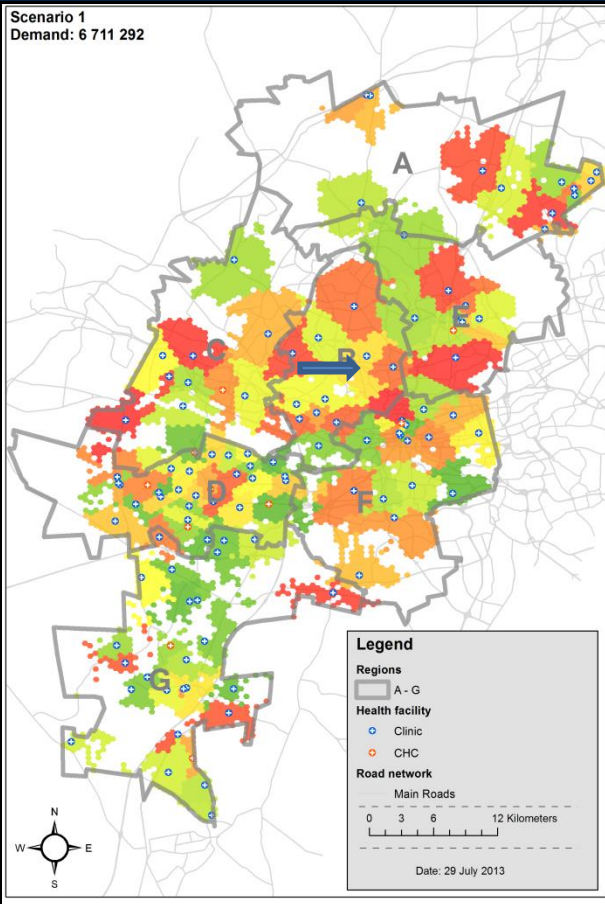 Scenario 1
Demand: 6 711 292
A
B
C
E
D
F
G
Legend
Regions
A - G
Health facility
Clinic
CHC
Road network
Main Roads
0 3 6 12 Kilometers
Date: 29 July 2013
N
W E
S